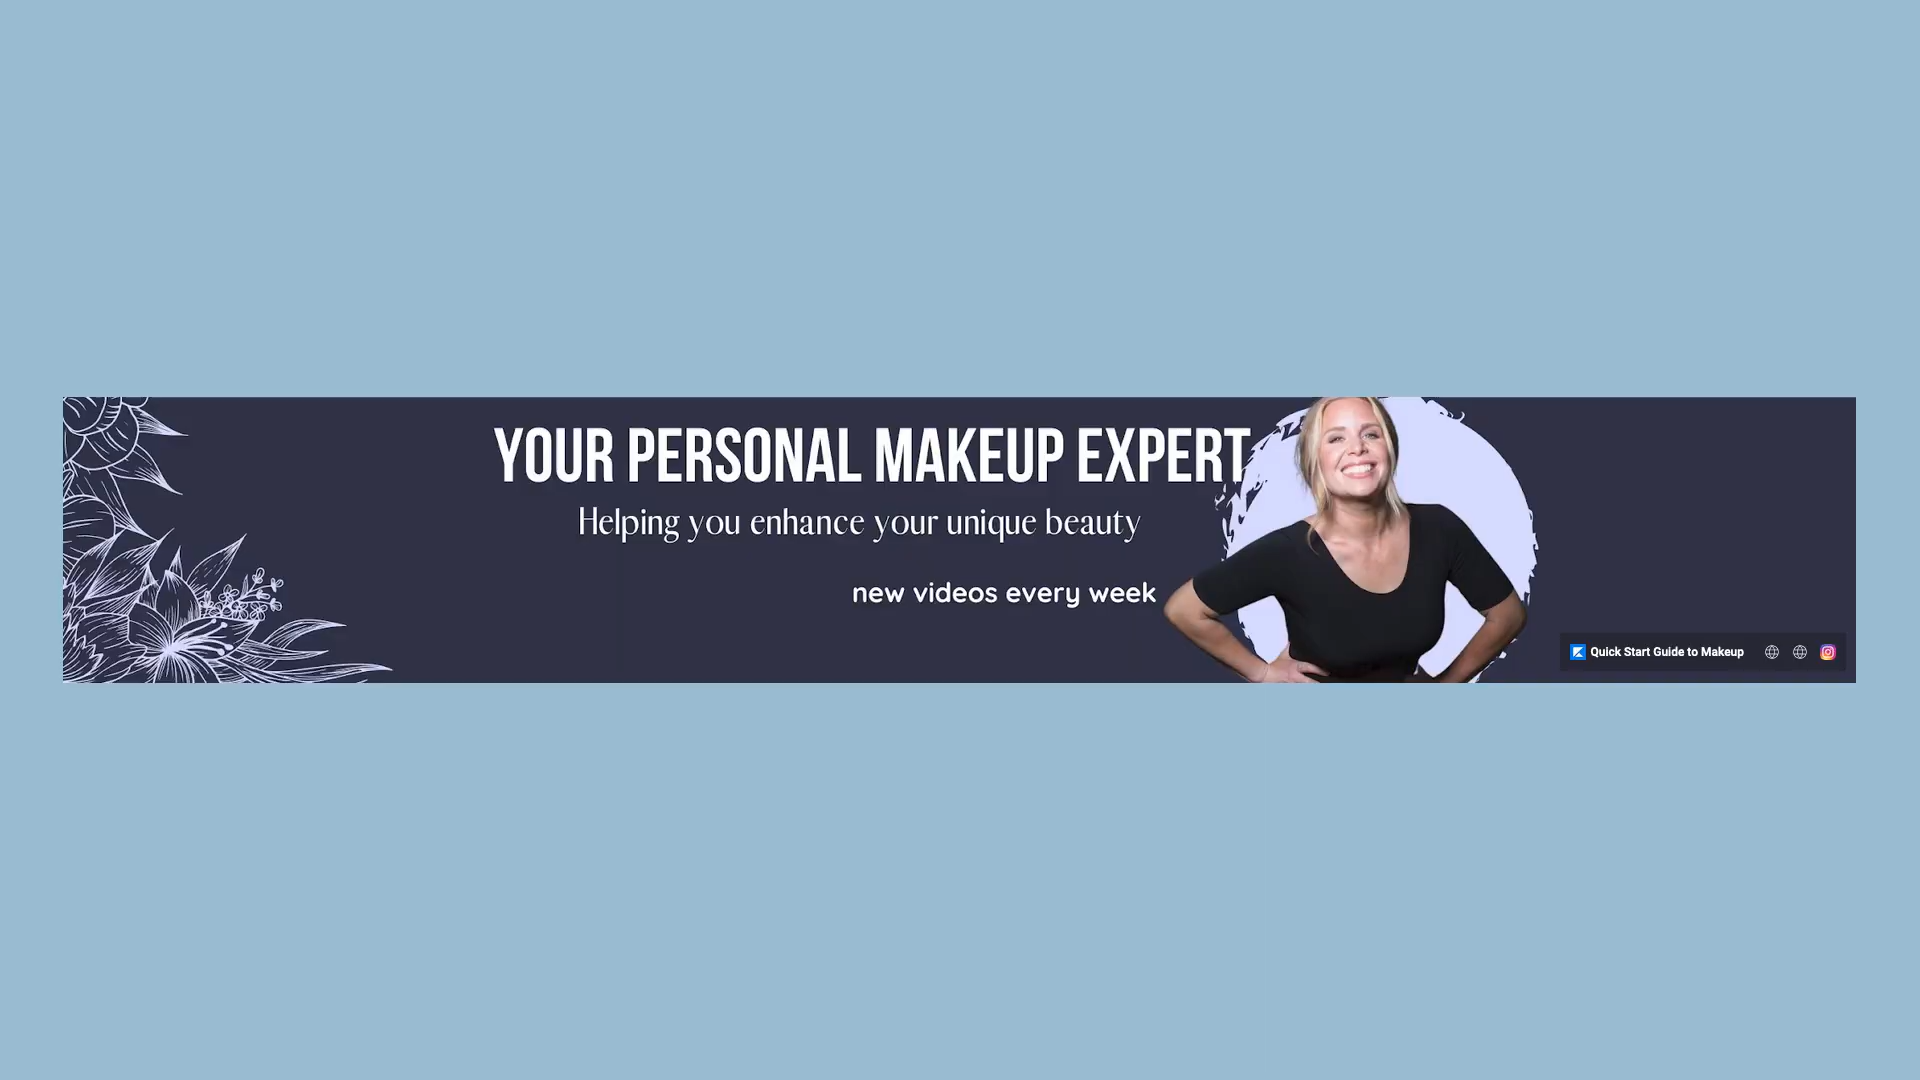 YOUR PERSONAL MAKEUP EXPERT
Helping you enhance your unique beauty
new videos every week
Quick Start Guide to Makeup